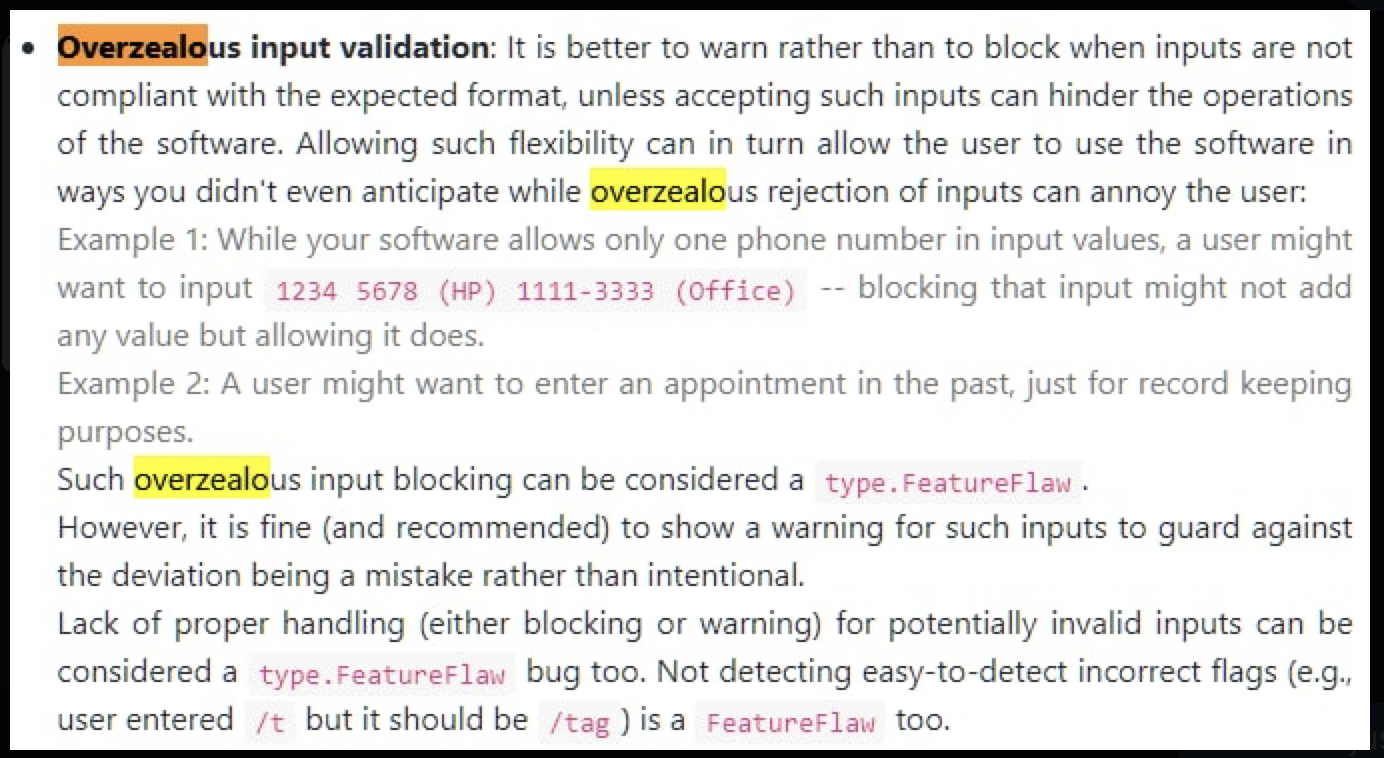 • Overzealous input validation: It is better to warn rather than to block when inputs are not
compliant with the expected format, unless accepting such inputs can hinder the operations
of the software. Allowing such flexibility can in turn allow the user to use the software in
ways you didn't even anticipate while overzealous rejection of inputs can annoy the user:
Example 1: While your software allows only one phone number in input values, a user might
want to input 1234 5678 (HP) 1111-3333 (Office) -- blocking that input might not add
any value but allowing it does.
Example 2: A user might want to enter an appointment in the past, just for record keeping
purposes.
Such overzealous input blocking can be considered a type.FeatureFlaw.
However, it is fine (and recommended) to show a warning for such inputs to guard against
the deviation being a mistake rather than intentional.
Lack of proper handling (either blocking or warning) for potentially invalid inputs can be
considered a type.FeatureFlaw bug too. Not detecting easy-to-detect incorrect flags (e.g.,
user entered /t but it should be /tag ) is a FeatureFlaw too.